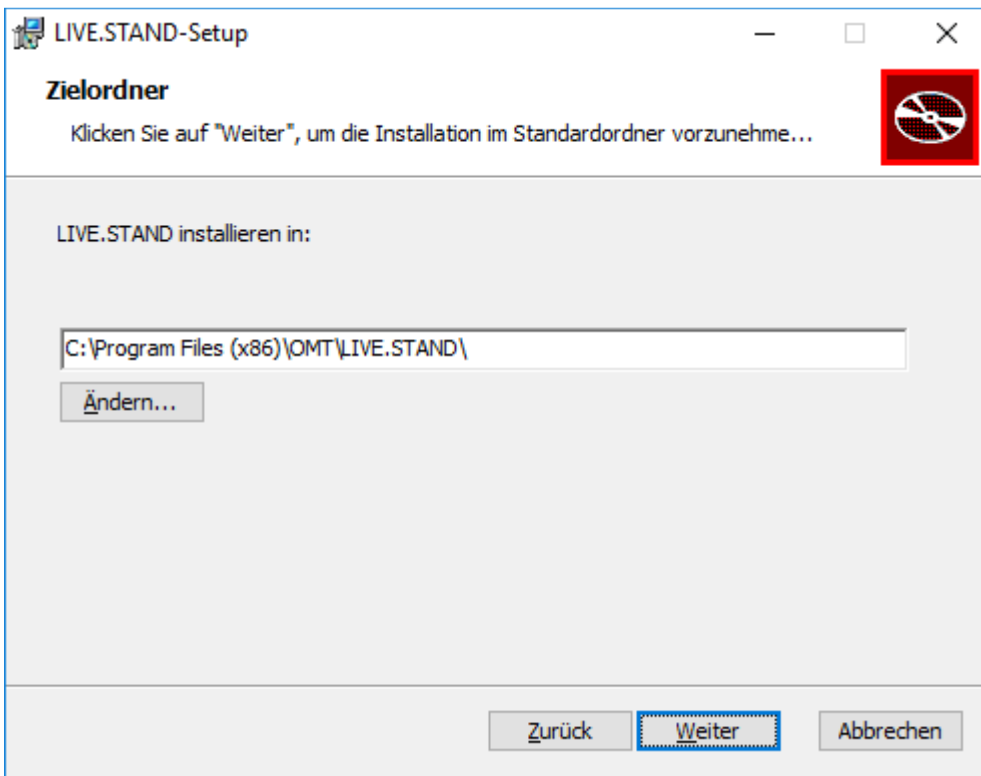 LIVE.STAND-Setup
Zielordner
Klicken Sie auf "Weiter", um die Installation im Standardordner vorzunehme...
LIVE.STAND installieren in:
C:\Program Files (x86)\OMT\LIVE.STAND\
Ändern...
Zurück Weiter Abbrechen